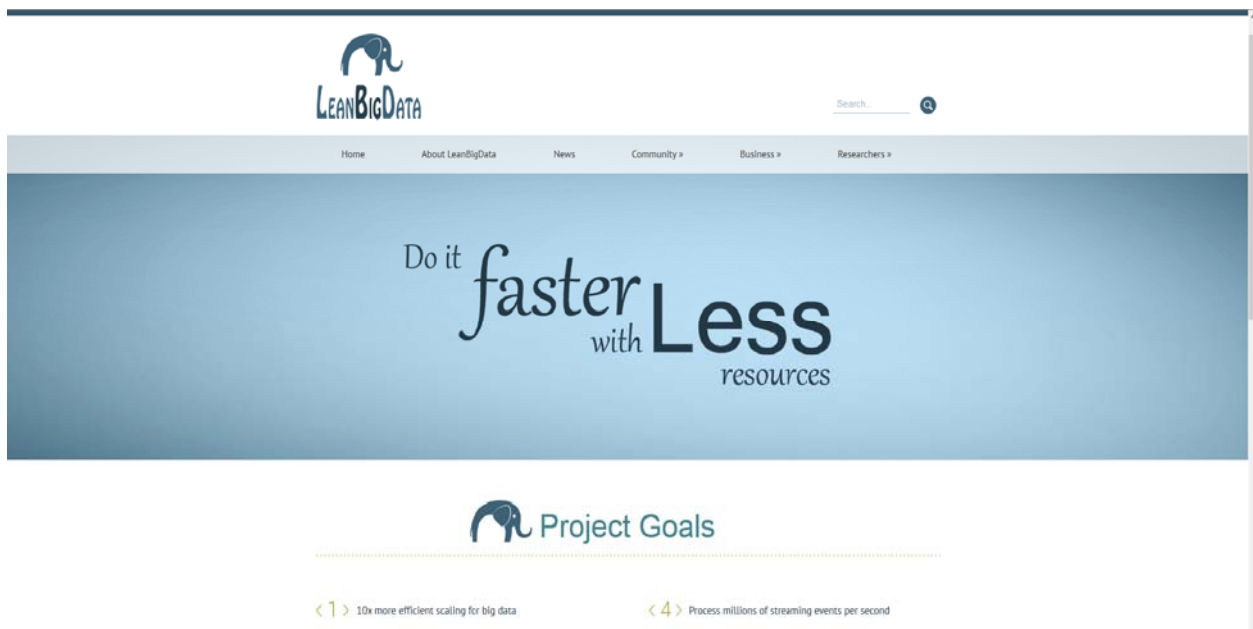 LeanBigData
Search...
Home About LeanBigData News Community » Business » Researchers »
Do it faster with Less resources
Project Goals
< 1 > 10x more efficient scaling for big data
< 4 > Process millions of streaming events per second